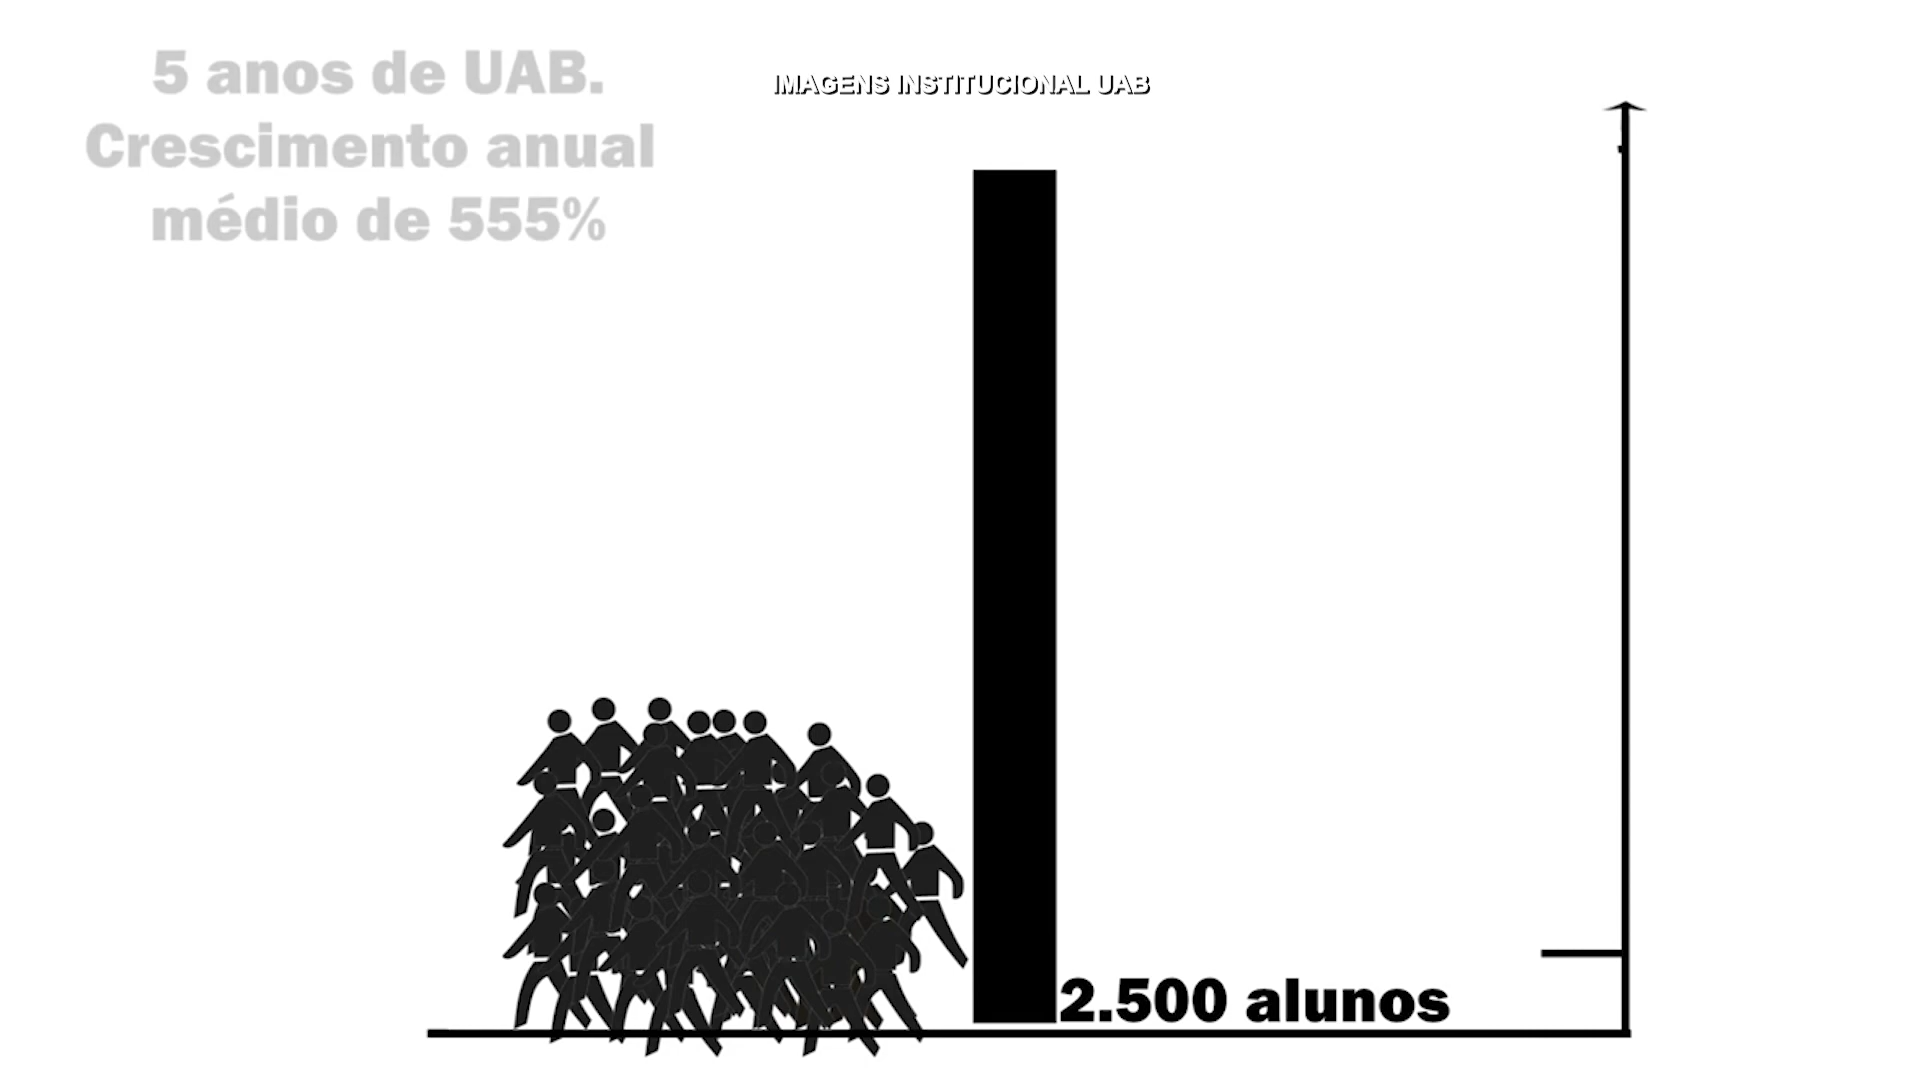 5 anos de UAB.
Crescimento anual
médio de 555%
IMAGENS INSTITUCIONAL UAB
2.500 alunos